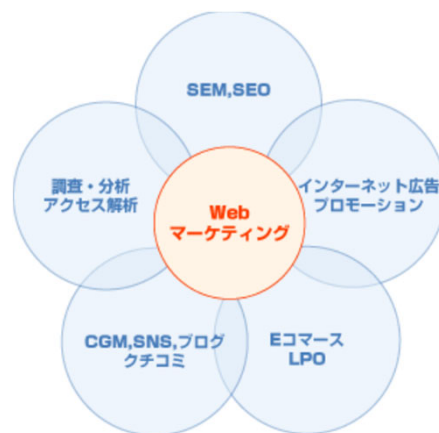 SEM,SEO
調査・分析
アクセス解析
インターネット広告
プロモーション
Web
マーケティング
CGM,SNS,ブログ
クチコミ
Eコマース
LPO